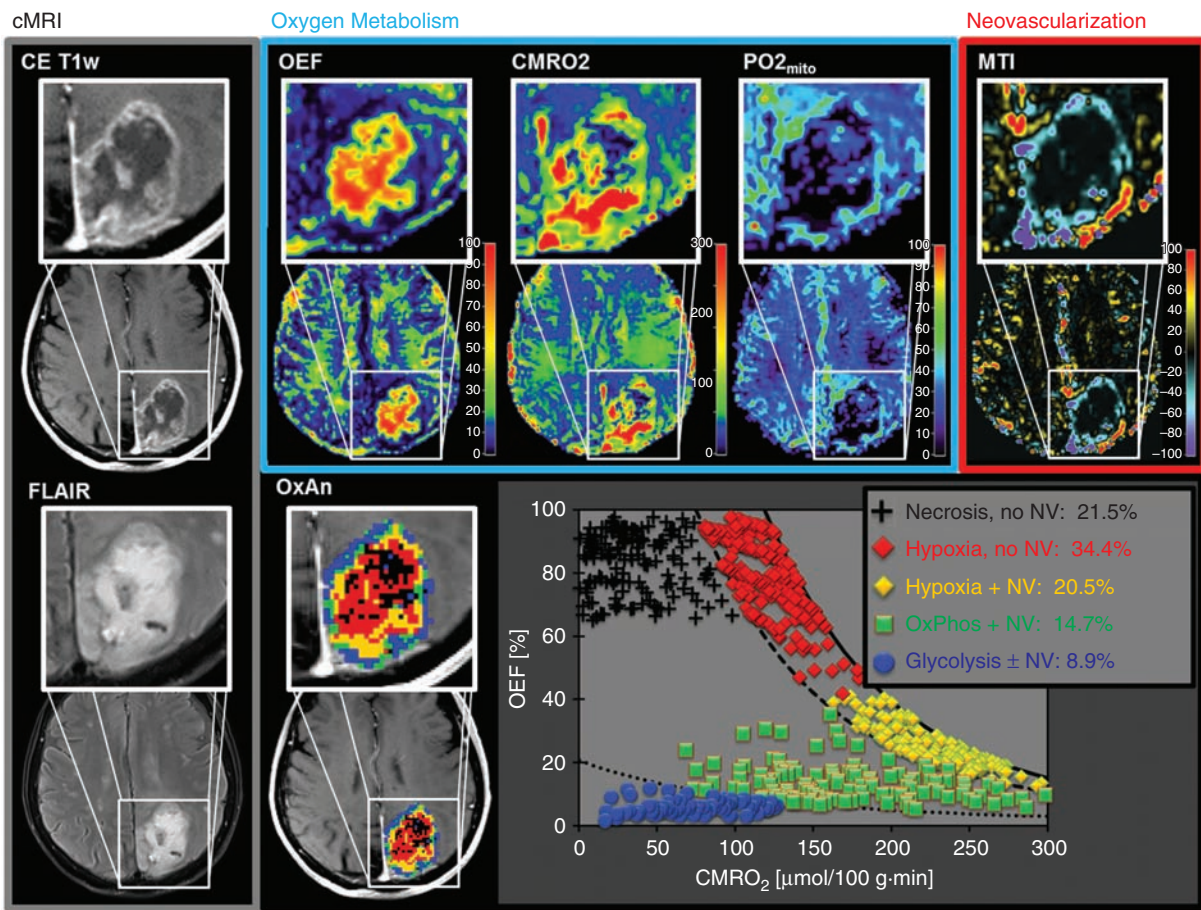 cMRI
Oxygen Metabolism
Neovascularization
CE T1w
OEF
CMRO2
PO2mito
MTI
100
90
80
70
60
50
40
30
20
10
0
300
200
100
0
100
90
80
70
60
50
40
30
20
10
0
100
80
60
40
20
0
−20
−40
−60
−80
−100
FLAIR
OxAn
Necrosis, no NV: 21.5%
Hypoxia, no NV: 34.4%
Hypoxia + NV: 20.5%
OxPhos + NV: 14.7%
Glycolysis ± NV: 8.9%
OEF [%]
100
80
60
40
20
0
0 50 100 150 200 250 300
CMRO₂ [μmol/100 g·min]